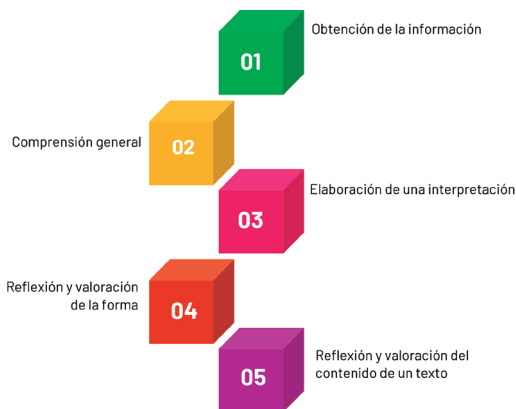 01
Obtención de la información
02
Comprensión general
03
Elaboración de una interpretación
04
Reflexión y valoración
de la forma
05
Reflexión y valoración del
contenido de un texto